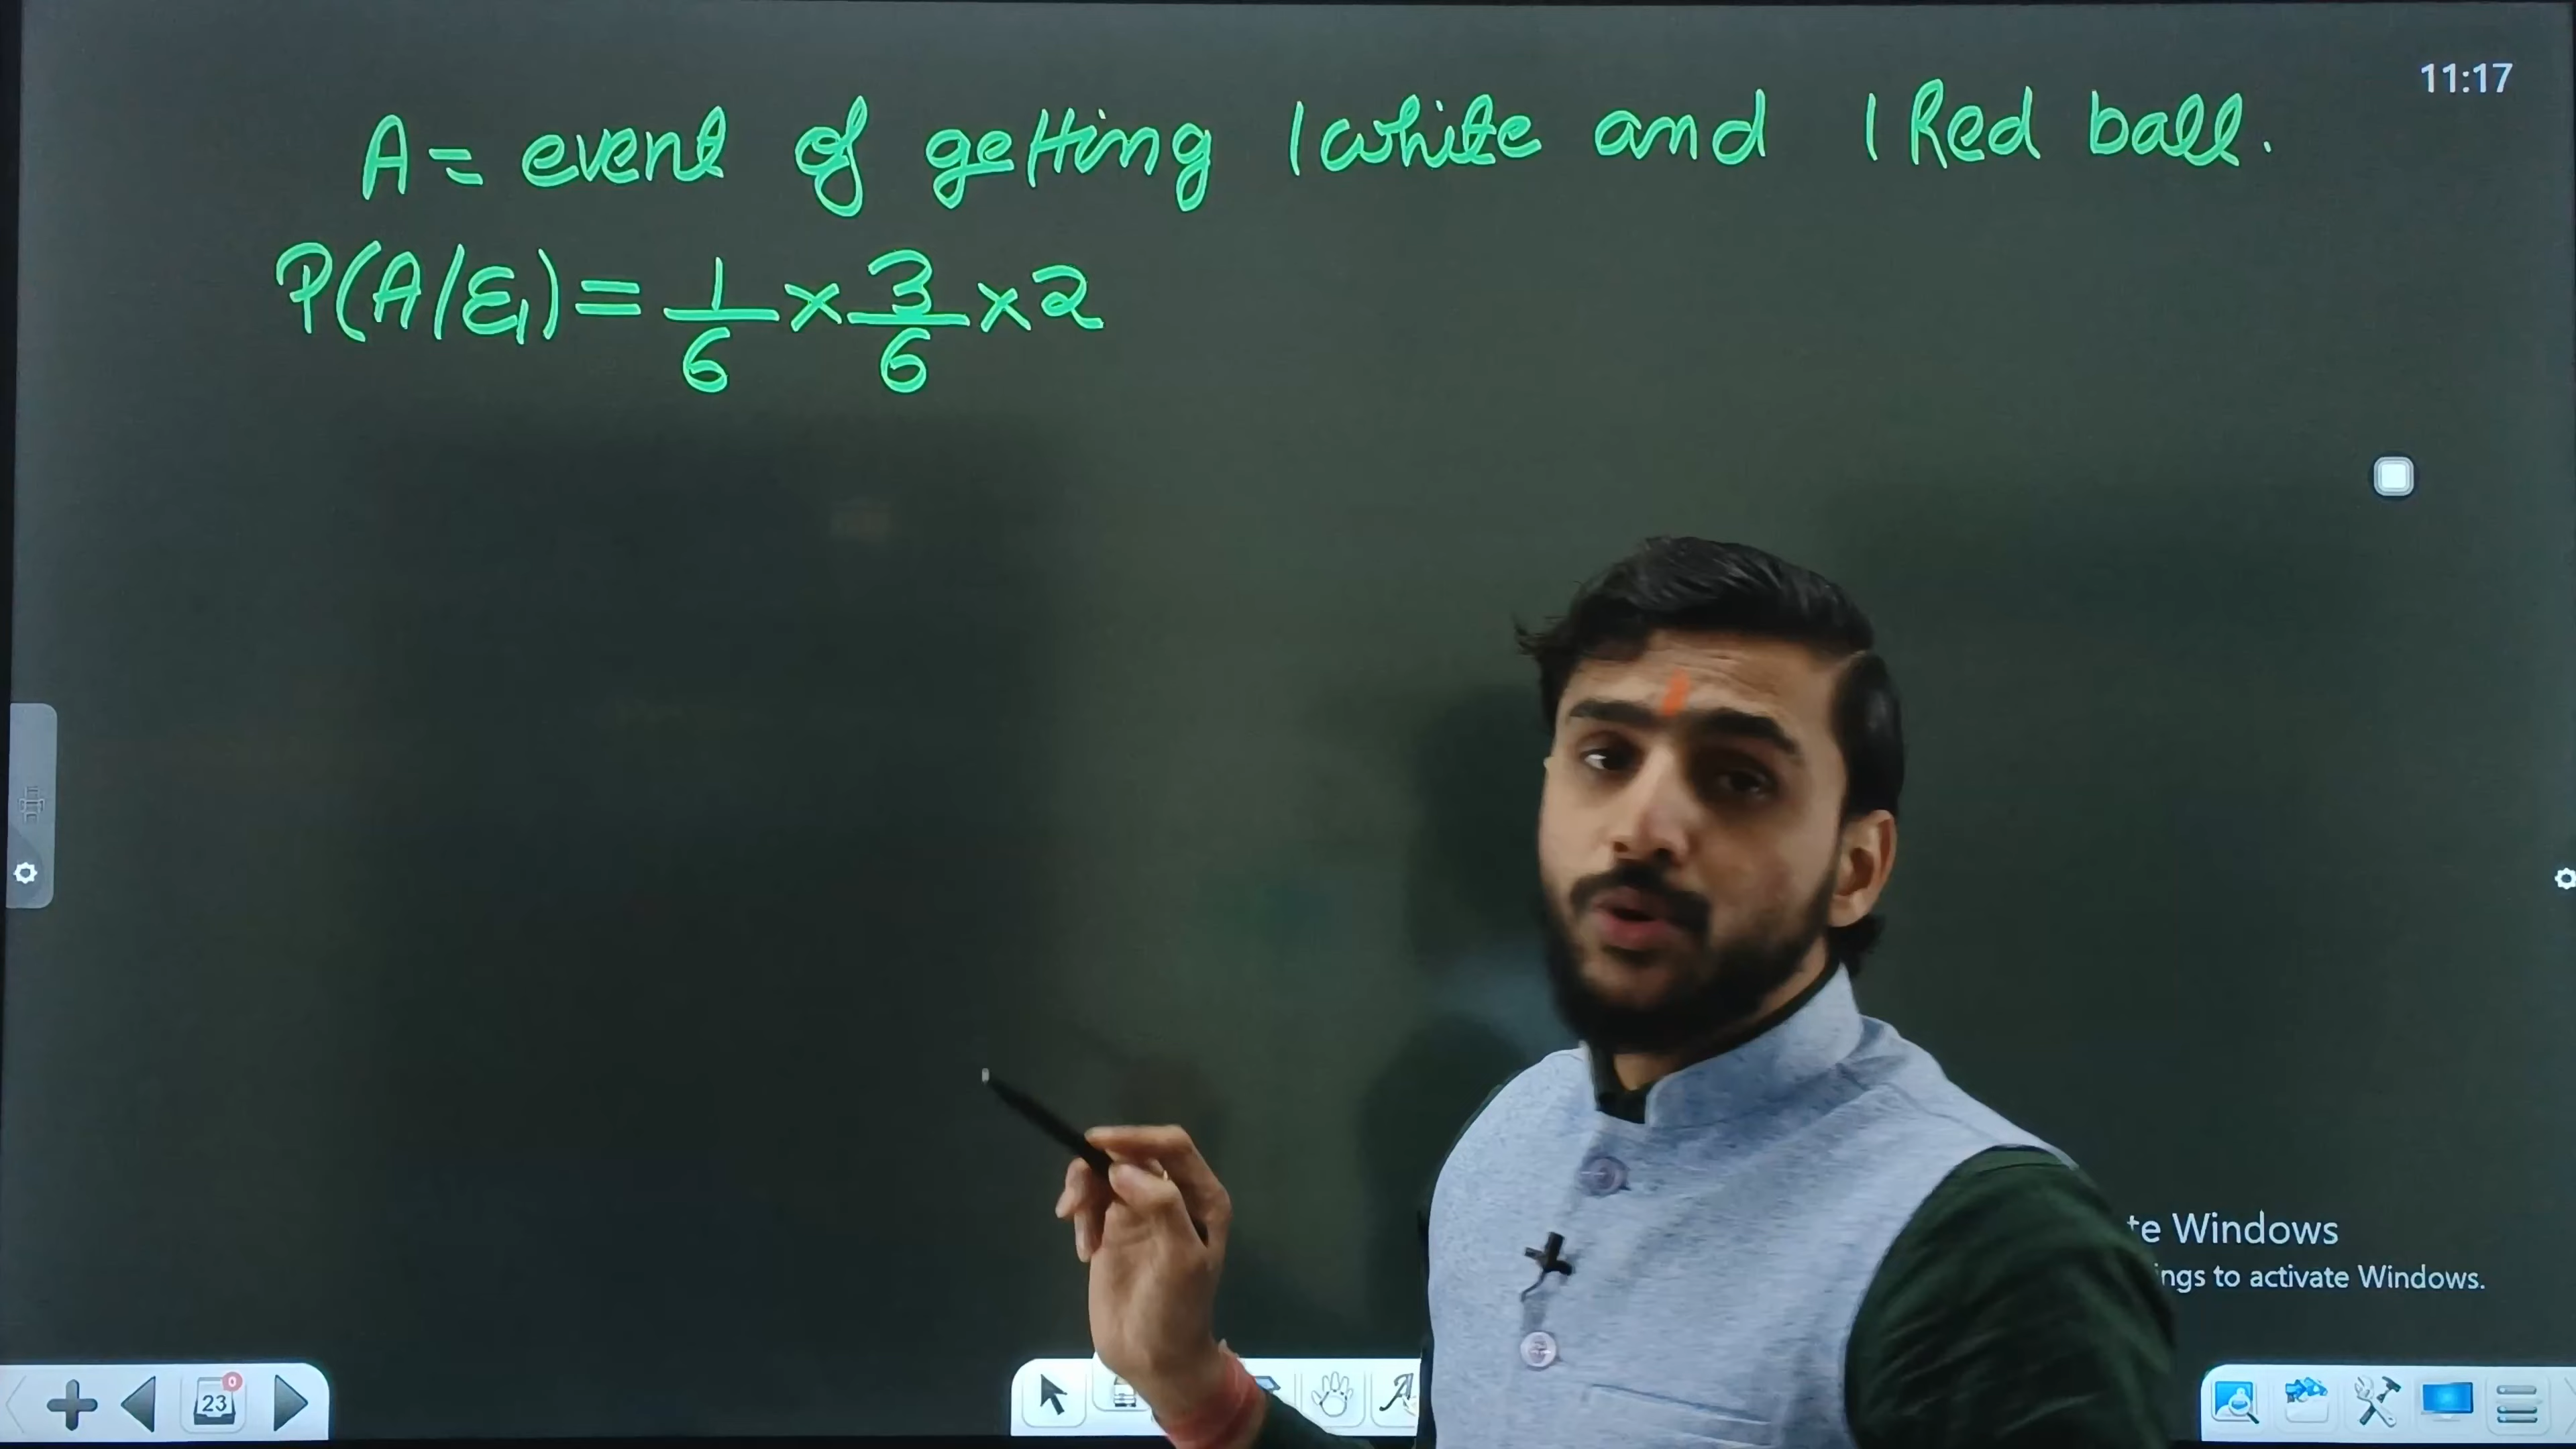 11:17
A = event of getting 1 white and 1 Red ball.
P(A/E₁) = 1/6 × 3/6 × 2
te Windows
ings to activate Windows.
0
23
A